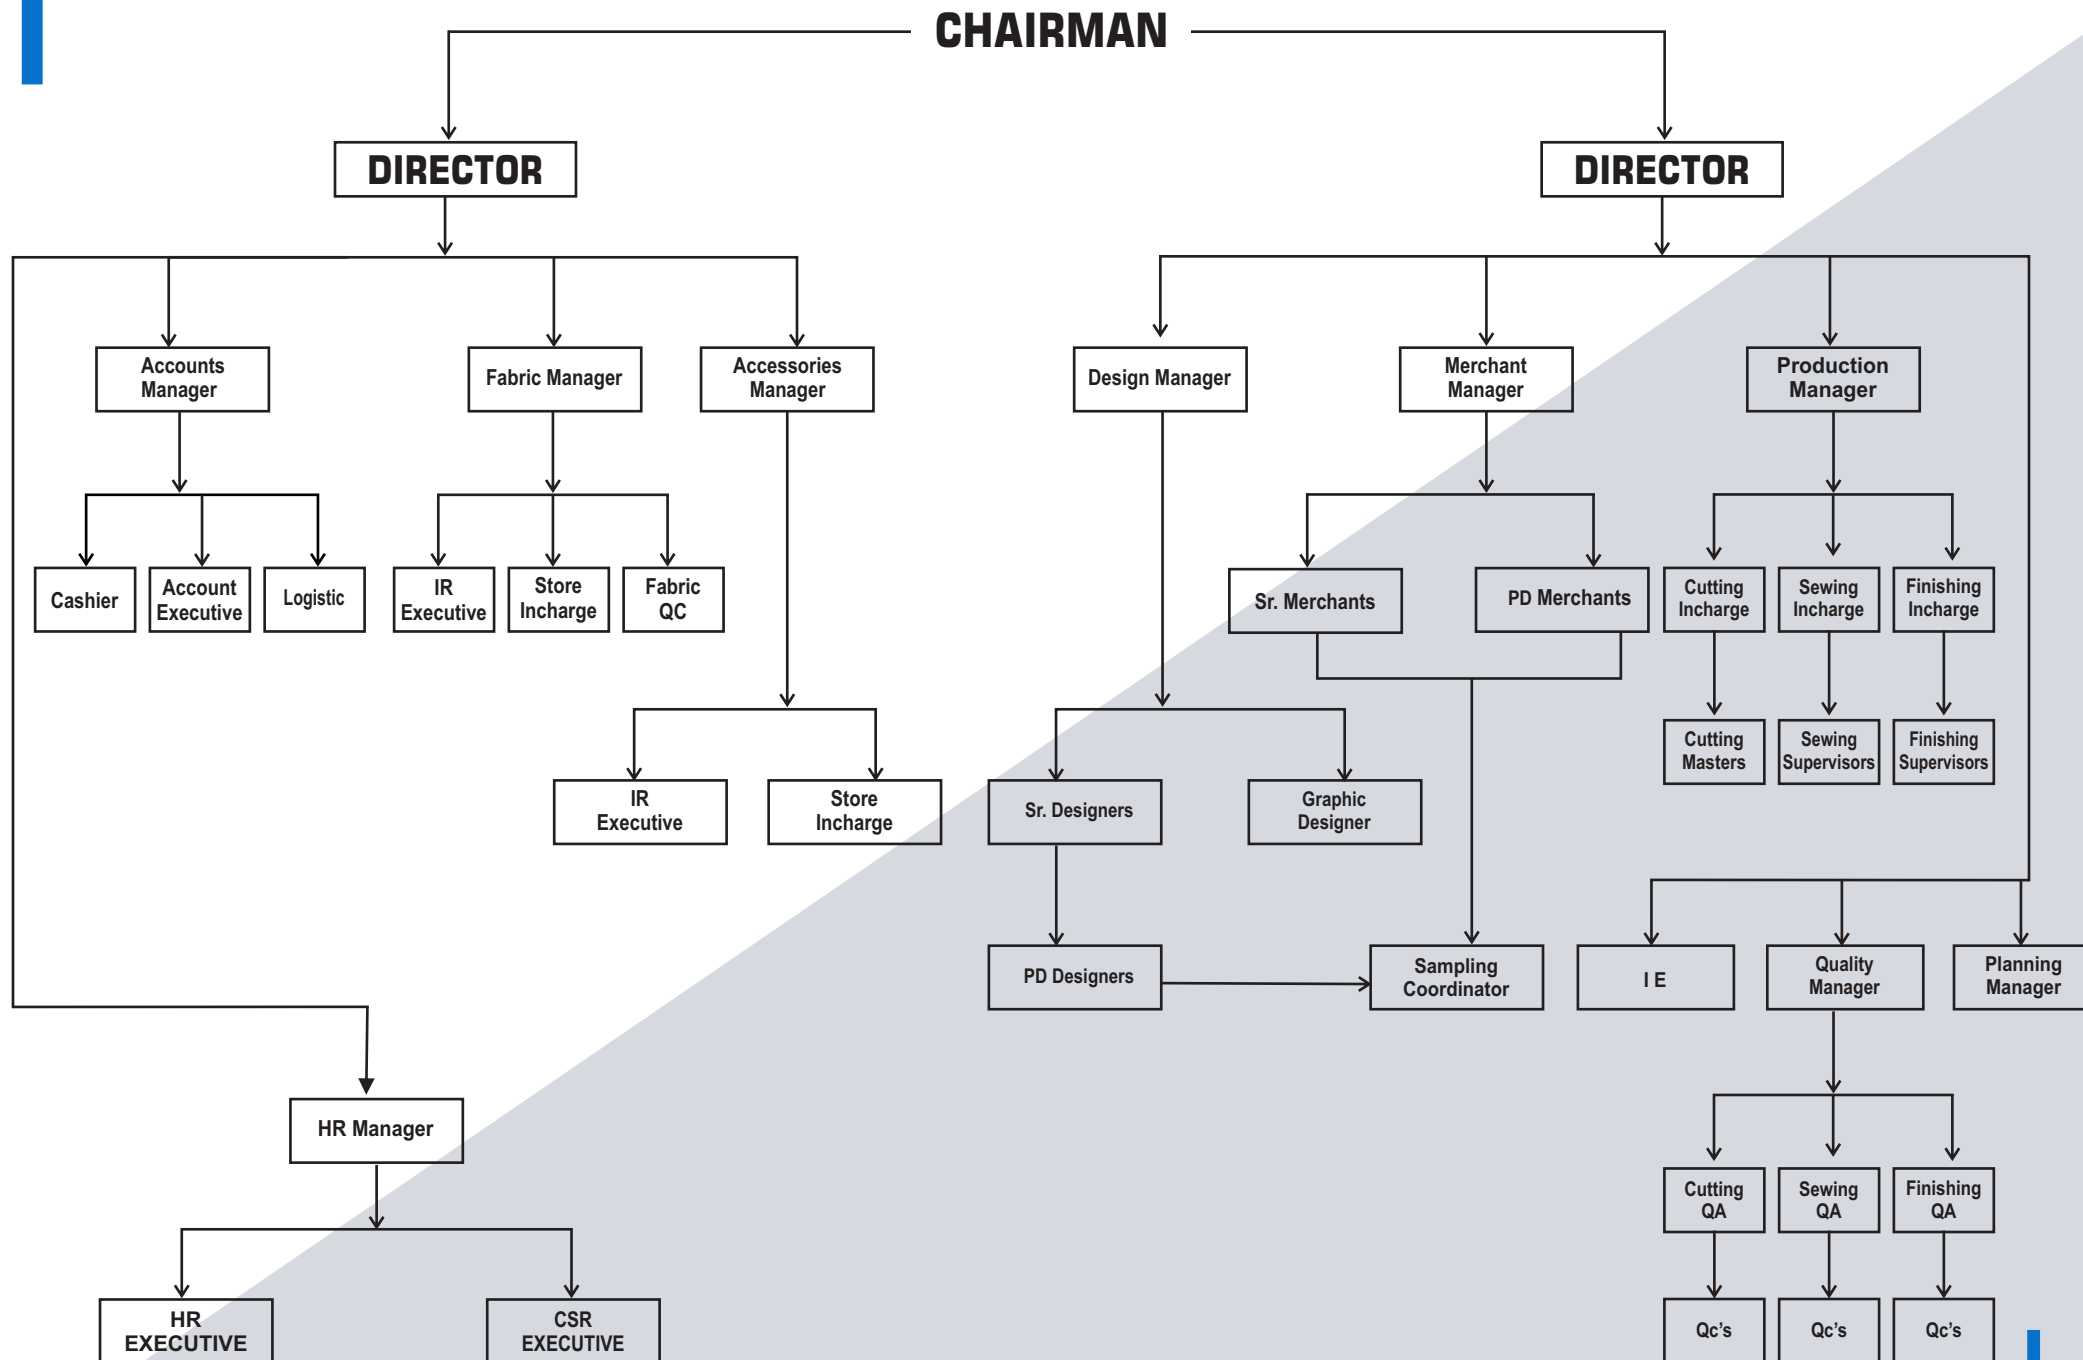 CHAIRMAN
DIRECTOR
DIRECTOR
Accounts
Manager
Fabric Manager
Accessories
Manager
Design Manager
Merchant
Manager
Production
Manager
Cashier
Account
Executive
Logistic
IR
Executive
Store
Incharge
Fabric
QC
Sr. Merchants
PD Merchants
Cutting
Incharge
Sewing
Incharge
Finishing
Incharge
Cutting
Masters
Sewing
Supervisors
Finishing
Supervisors
IR
Executive
Store
Incharge
Sr. Designers
Graphic
Designer
PD Designers
Sampling
Coordinator
I E
Quality
Manager
Planning
Manager
HR Manager
Cutting
QA
Sewing
QA
Finishing
QA
HR
EXECUTIVE
CSR
EXECUTIVE
Qc's
Qc's
Qc's